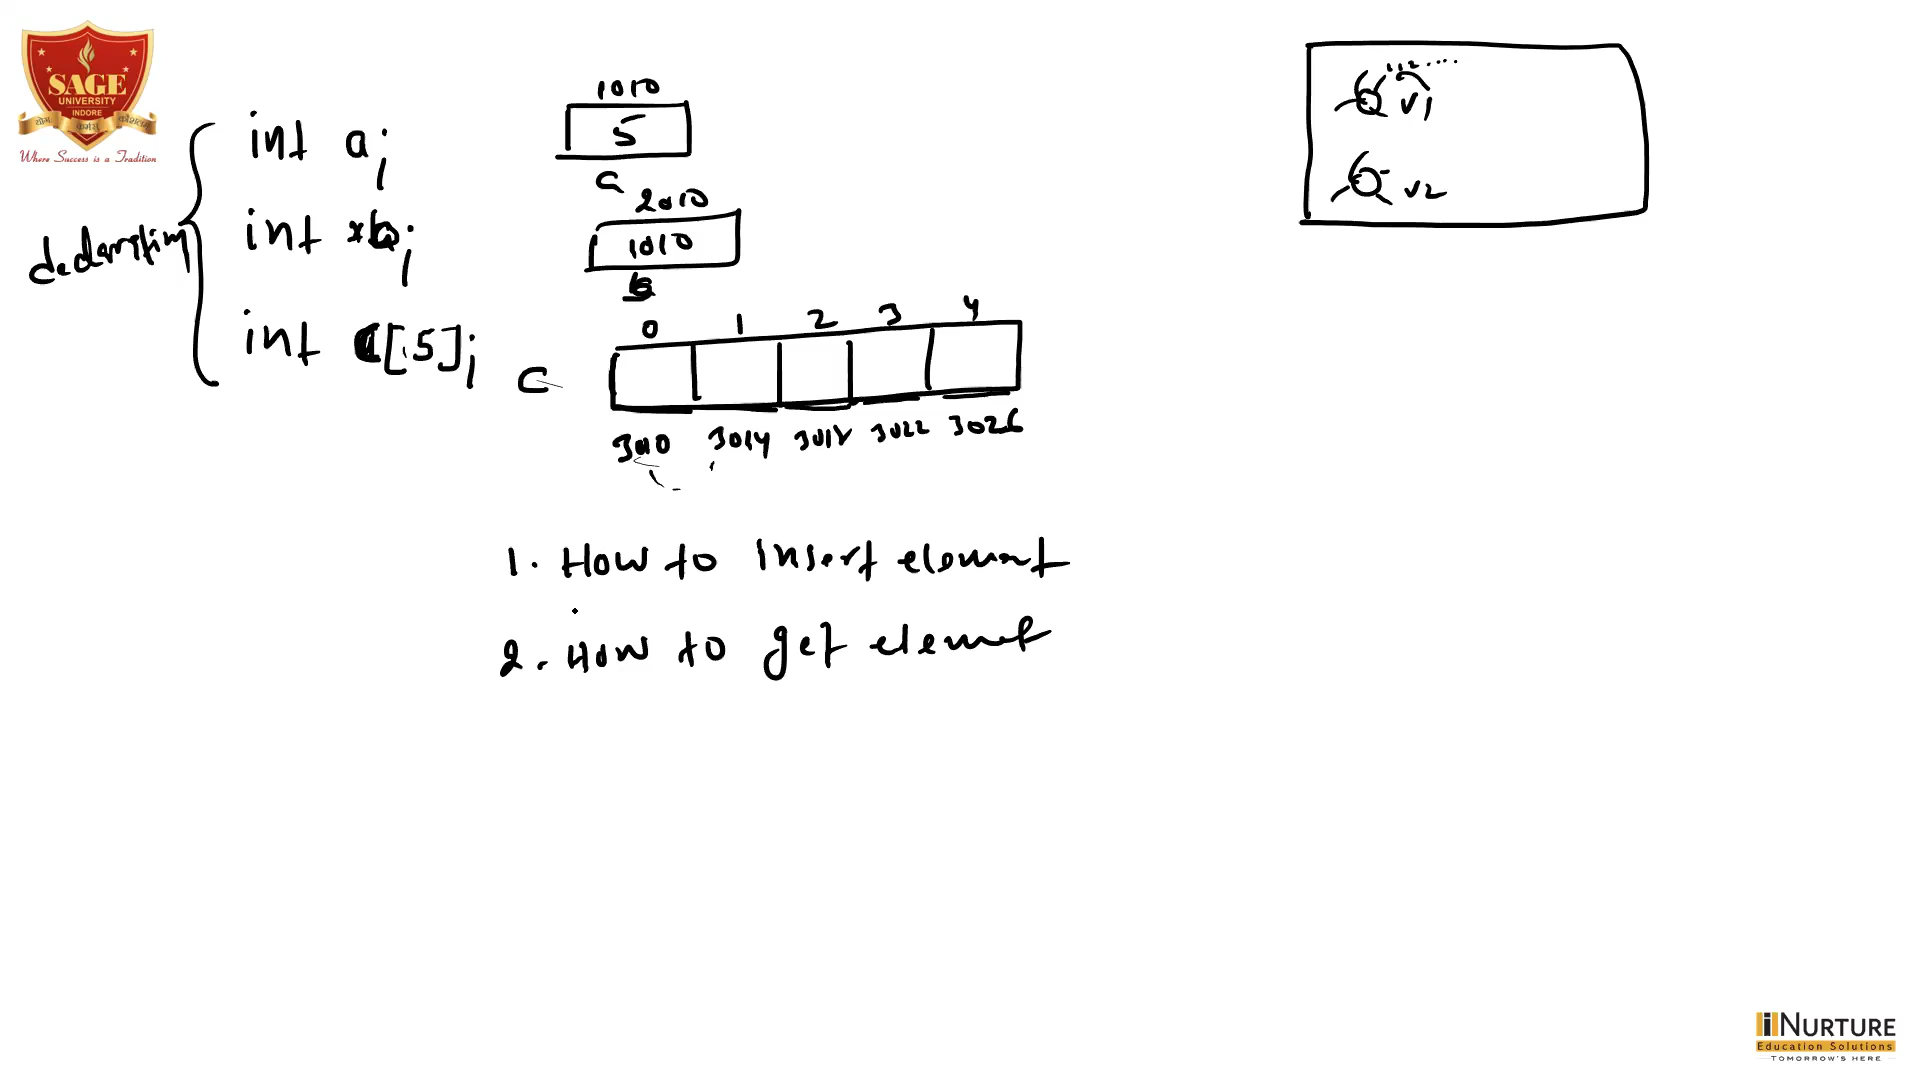 SAGE
UNIVERSITY
INDORE
Where Success is a Tradition
declaration
int a;
1010
5
a
int *b;
2010
1010
b
int C[5];
0 1 2 3 4
C
3010 3014 3018 3022 3026
1. How to insert element
2. How to get elemet
v1
v2
iNURTURE
Education Solutions
TOMORROW'S HERE